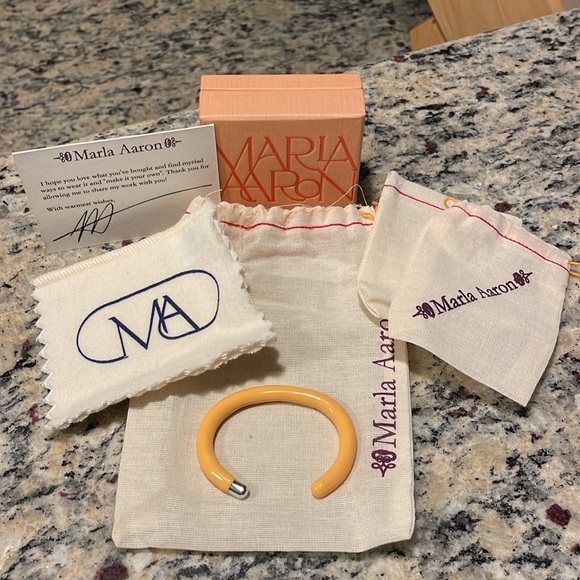 Marla Aaron
I hope you love what you've bought and find myriad
ways to wear it and "make it your own". Thank you for
allowing me to share my work with you!
With warmest wishes,
MARLA
AARON
MA
Marla Aaron
Marla Aaron